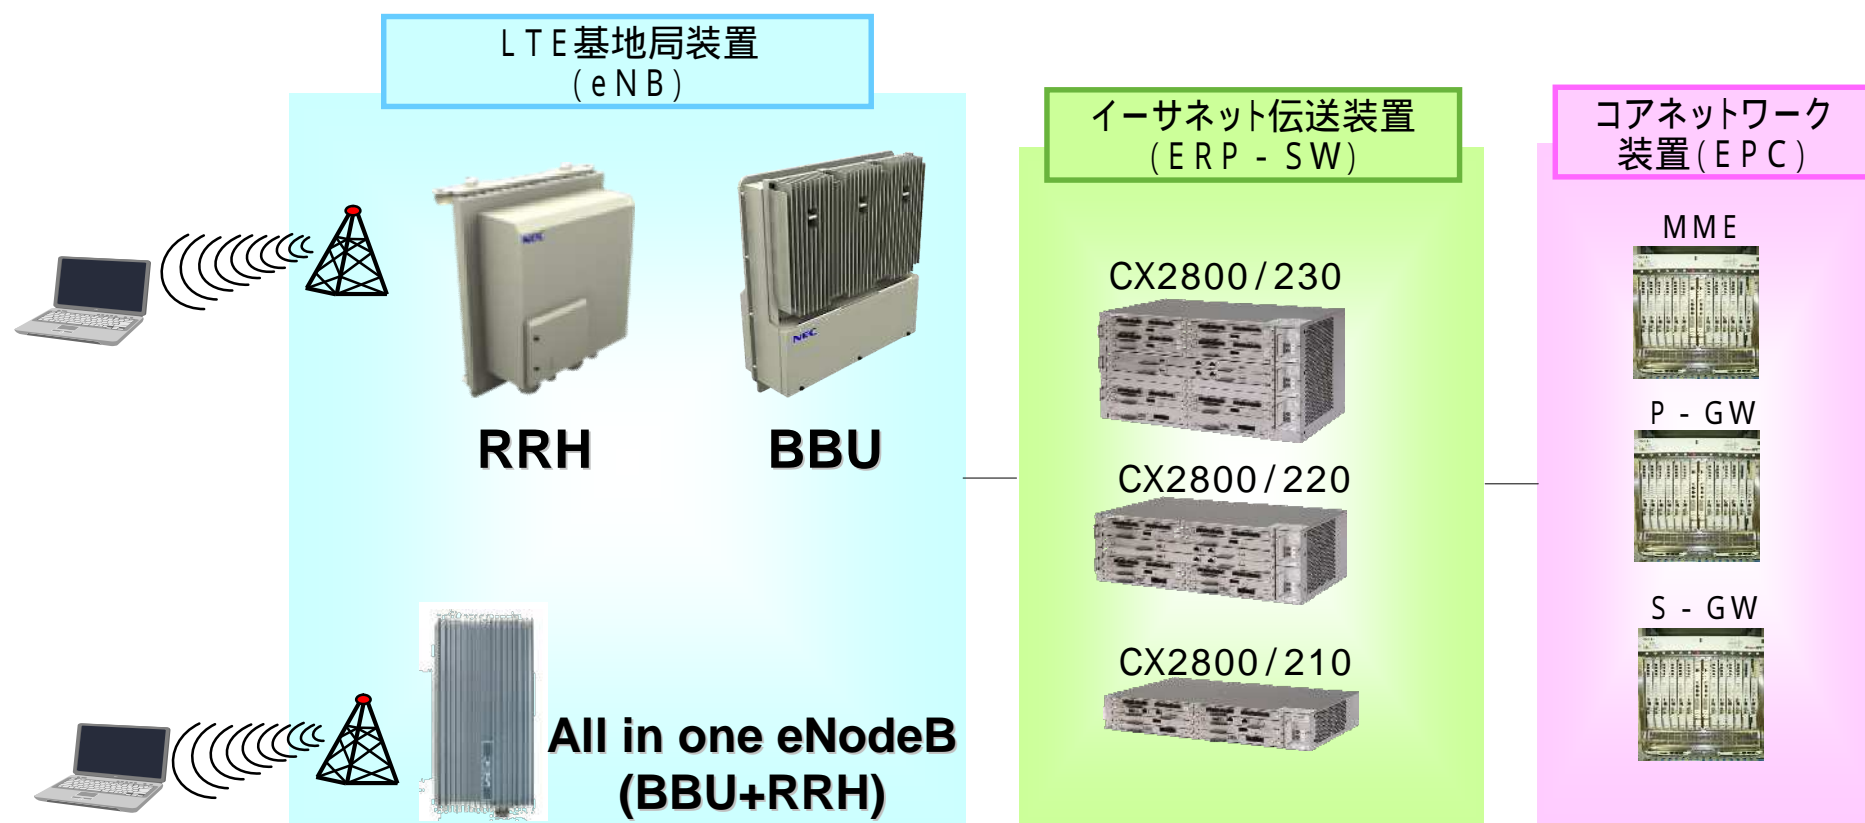 LTE基地局装置
(eNB)
イーサネット伝送装置
(ERP-SW)
コアネットワーク
装置(EPC)
NEC
NEC
RRH
BBU
CX2800/230
CX2800/220
CX2800/210
MME
P-GW
S-GW
All in one eNodeB
(BBU+RRH)